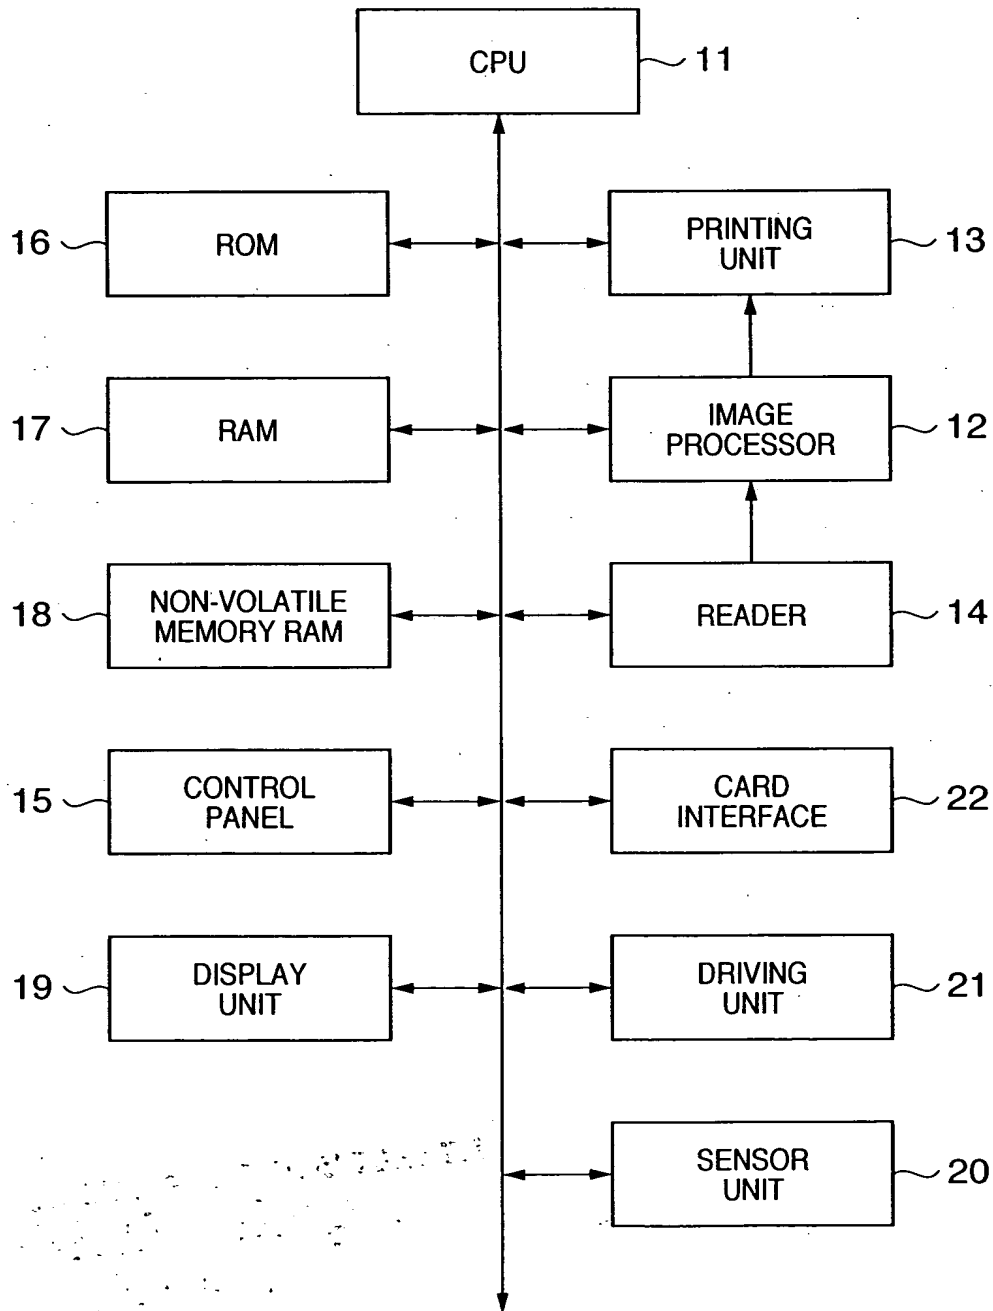 CPU
11
16
ROM
PRINTING
UNIT
13
17
RAM
IMAGE
PROCESSOR
12
18
NON-VOLATILE
MEMORY RAM
READER
14
15
CONTROL
PANEL
CARD
INTERFACE
22
19
DISPLAY
UNIT
DRIVING
UNIT
21
SENSOR
UNIT
20